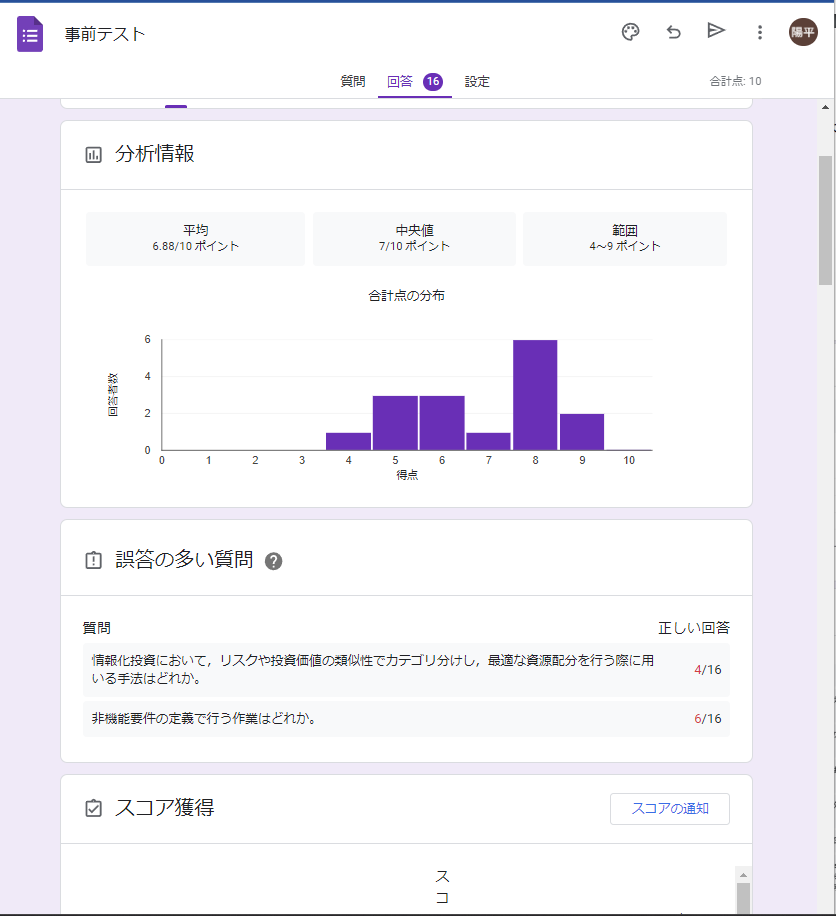 事前テスト
陽平
質問
回答 16
設定
合計点: 10
分析情報
平均
6.88/10 ポイント
中央値
7/10 ポイント
範囲
4～9 ポイント
合計点の分布
回答者数
6
4
2
0
0 1 2 3 4 5 6 7 8 9 10
得点
誤答の多い質問
質問
正しい回答
情報化投資において，リスクや投資価値の類似性でカテゴリ分けし，最適な資源配分を行う際に用
いる手法はどれか。
4/16
非機能要件の定義で行う作業はどれか。
6/16
スコア獲得
スコアの通知
ス
コ